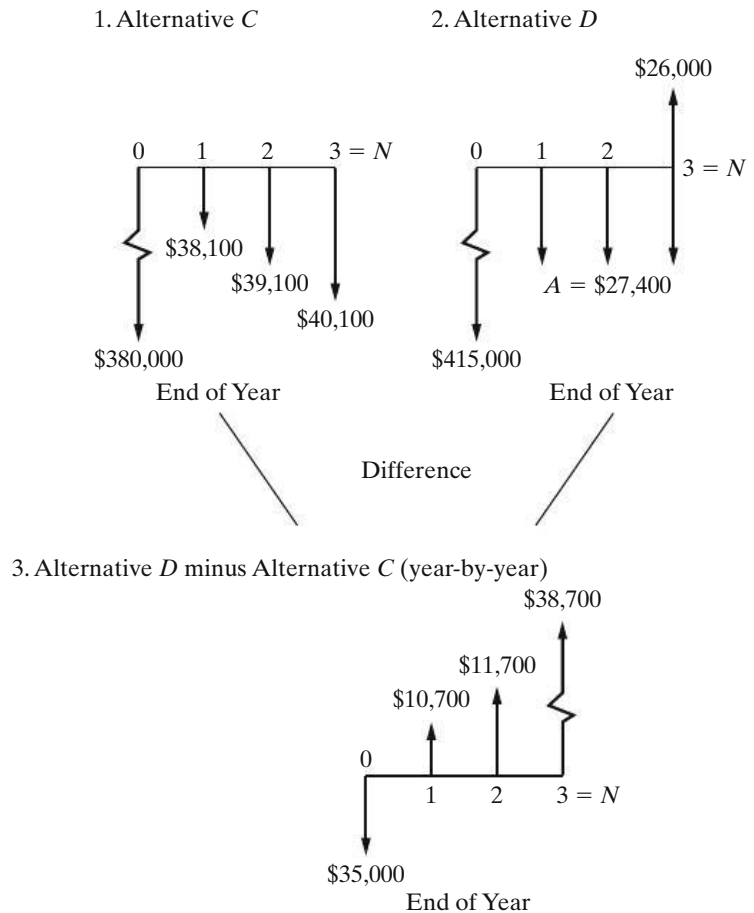 1. Alternative C
2. Alternative D
$26,000
0 1 2 3 = N
0 1 2 3 = N
$38,100
$39,100
$40,100
$380,000
End of Year
A = $27,400
$415,000
End of Year
Difference
3. Alternative D minus Alternative C (year-by-year)
$38,700
$11,700
$10,700
0
1 2 3 = N
$35,000
End of Year